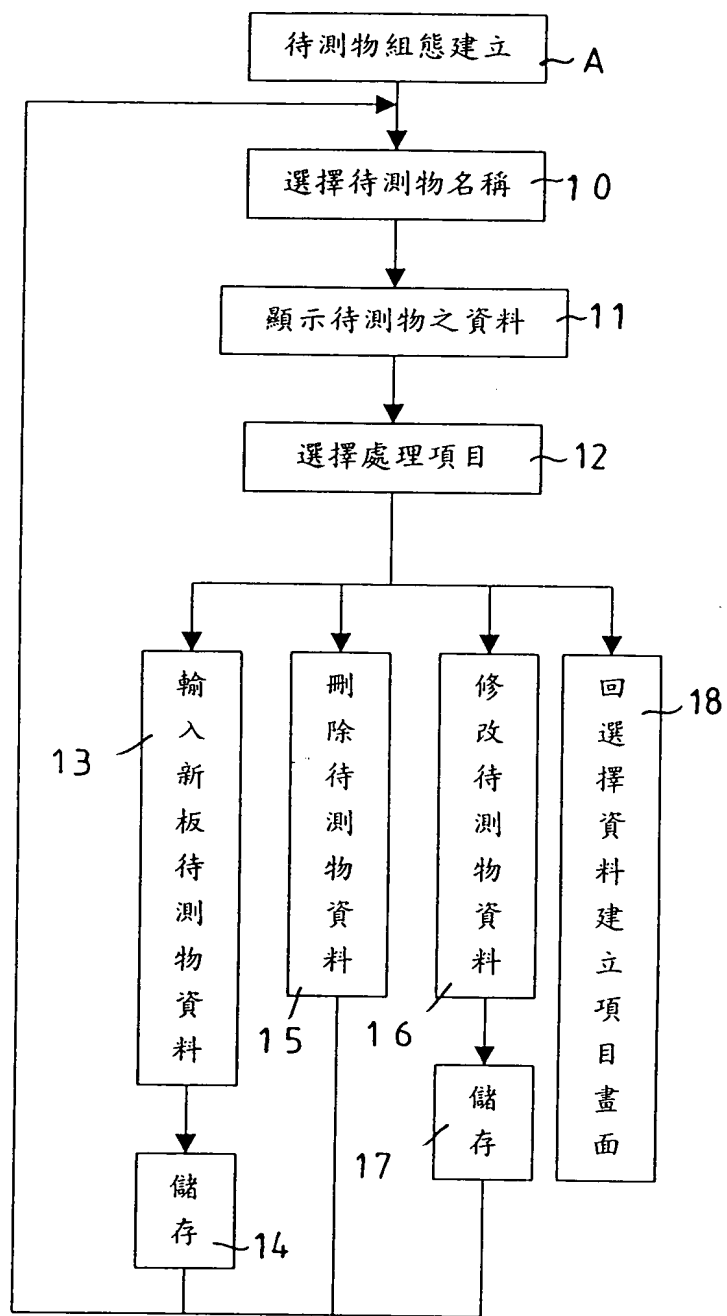 待測物組態建立
A
選擇待測物名稱
10
顯示待測物之資料
11
選擇處理項目
12
輸入新板待測物資料
13
刪除待測物資料
15
修改待測物資料
16
回選擇資料建立項目畫面
18
儲存
17
儲存
14